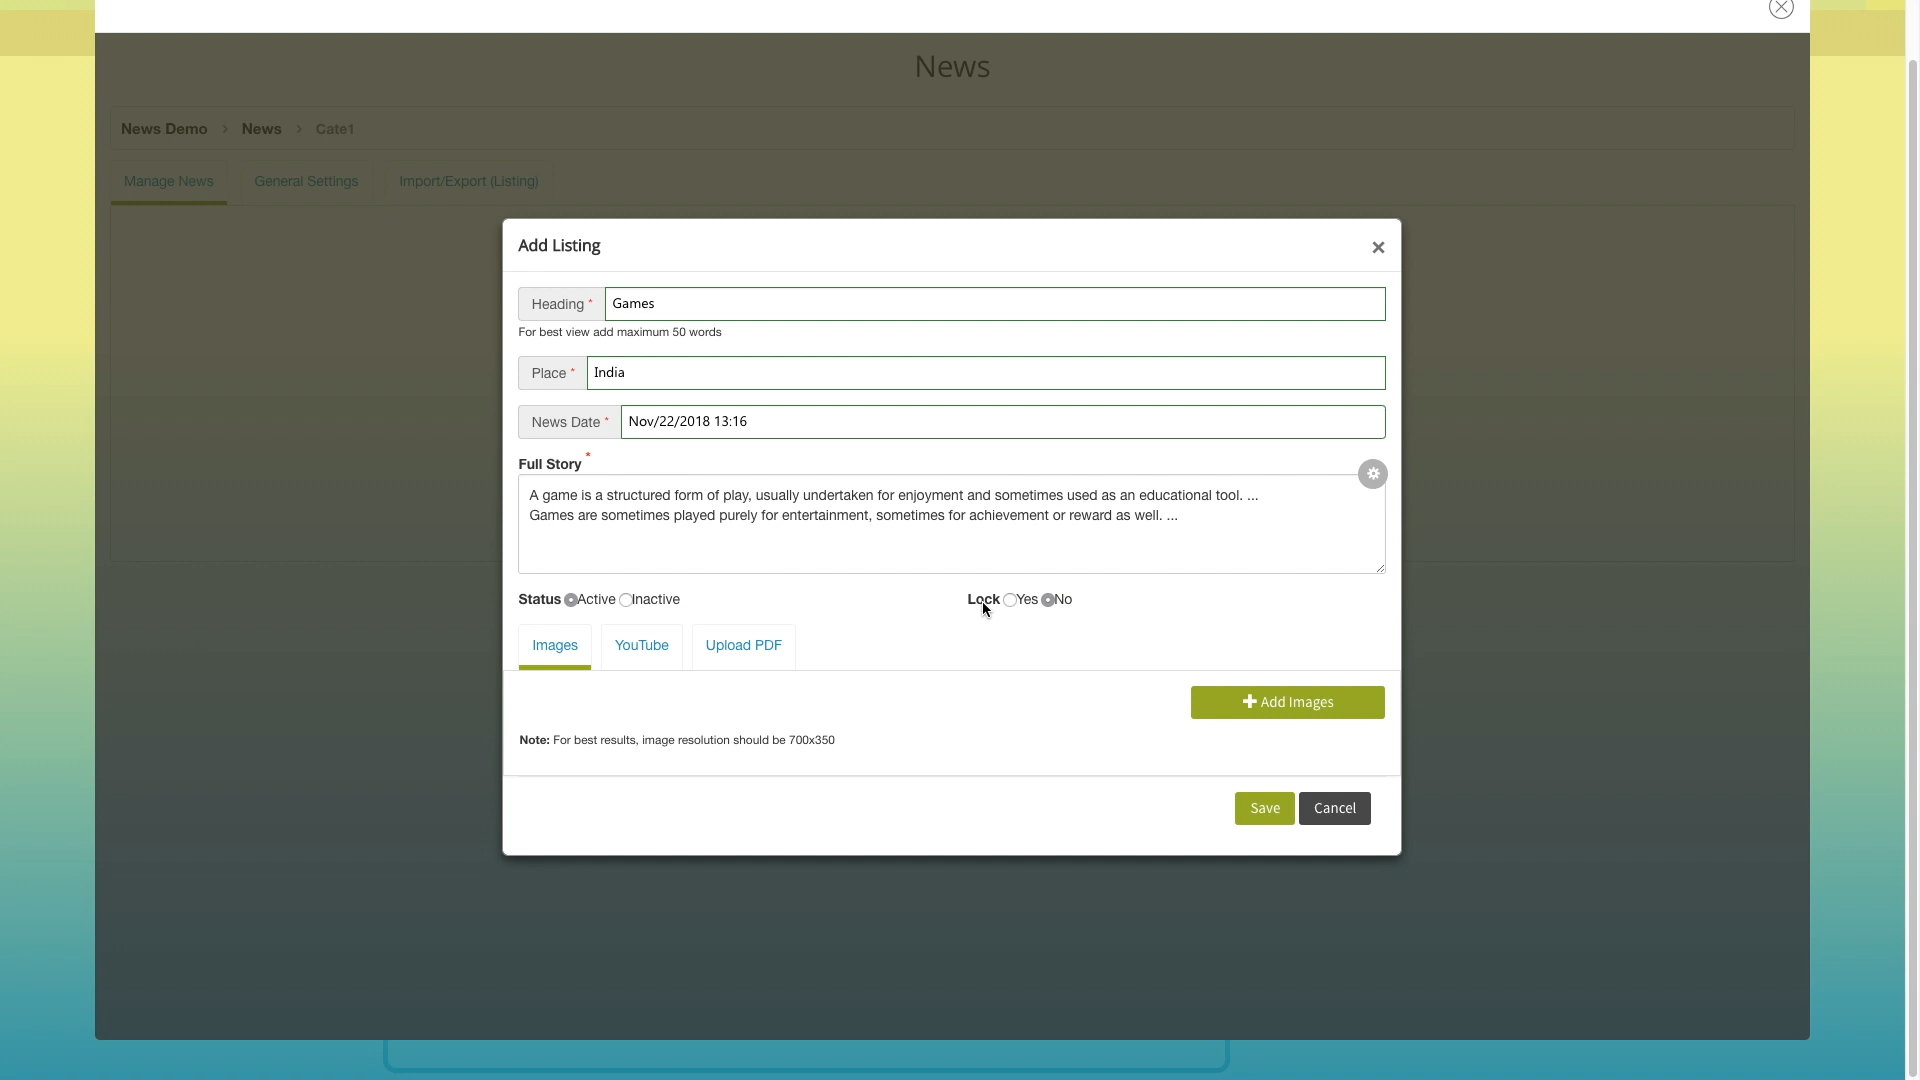 News
News Demo > News > Cate1
Manage News General Settings Import/Export (Listing)
Add Listing ×
Heading * Games
For best view add maximum 50 words
Place * India
News Date * Nov/22/2018 13:16
Full Story *
A game is a structured form of play, usually undertaken for enjoyment and sometimes used as an educational tool. ...
Games are sometimes played purely for entertainment, sometimes for achievement or reward as well. ...
Status Active Inactive Lock Yes No
Images YouTube Upload PDF
+ Add Images
Note: For best results, image resolution should be 700x350
Save Cancel